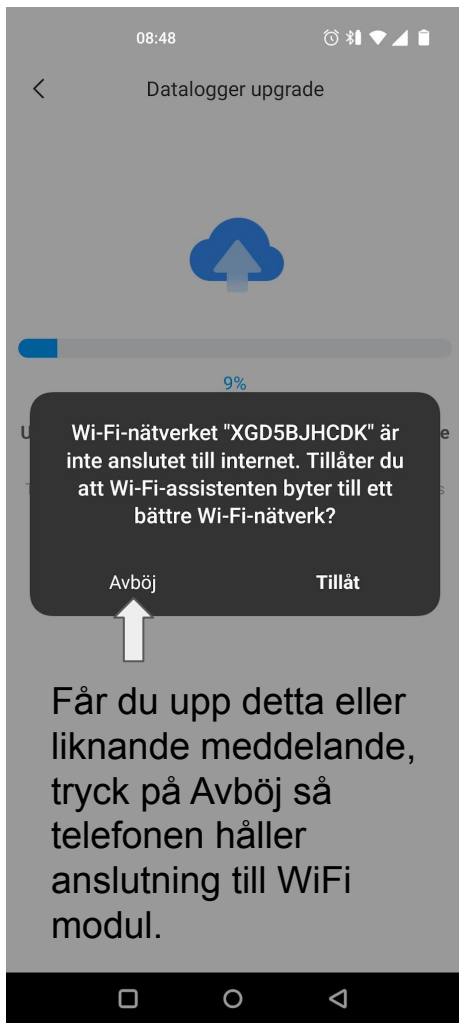 08:48
Datalogger upgrade
9%
Wi-Fi-nätverket "XGD5BJHCDK" är
inte anslutet till internet. Tillåter du
att Wi-Fi-assistenten byter till ett
bättre Wi-Fi-nätverk?
Avböj
Tillåt
Får du upp detta eller
liknande meddelande,
tryck på Avböj så
telefonen håller
anslutning till WiFi
modul.